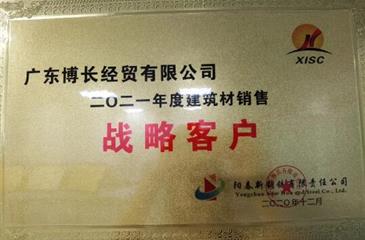 XISC
广东博长经贸有限公司
二〇二一年度建筑材销售
战略客户
阳春新钢铁有限责任公司
二〇二〇年十二月